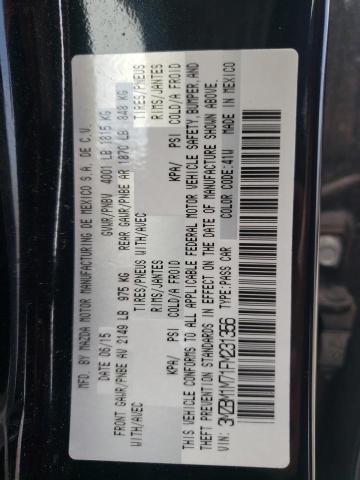 MFD. BY MAZDA MOTOR MANUFACTURING DE MEXICO S.A. DE C.V.
DATE 06/15 GVWR/PNBV 4001 LB 1815 KG
FRONT GAWR/PNBE AV 2149 LB 975 KG REAR GAWR/PNBE AR 1870 LB 848 KG
WITH/AVEC TIRES/PNEUS WITH/AVEC TIRES/PNEUS
RIMS/JANTES RIMS/JANTES
KPA/ PSI COLD/A FROID KPA/ PSI COLD/A FROID
THIS VEHICLE CONFORMS TO ALL APPLICABLE FEDERAL MOTOR VEHICLE SAFETY,BUMPER,AND
THEFT PREVENTION STANDARDS IN EFFECT ON THE DATE OF MANUFACTURE SHOWN ABOVE.
VIN: 3MZBM1M71FM231356 TYPE:PASS CAR COLOR CODE:41W MADE IN MEXICO